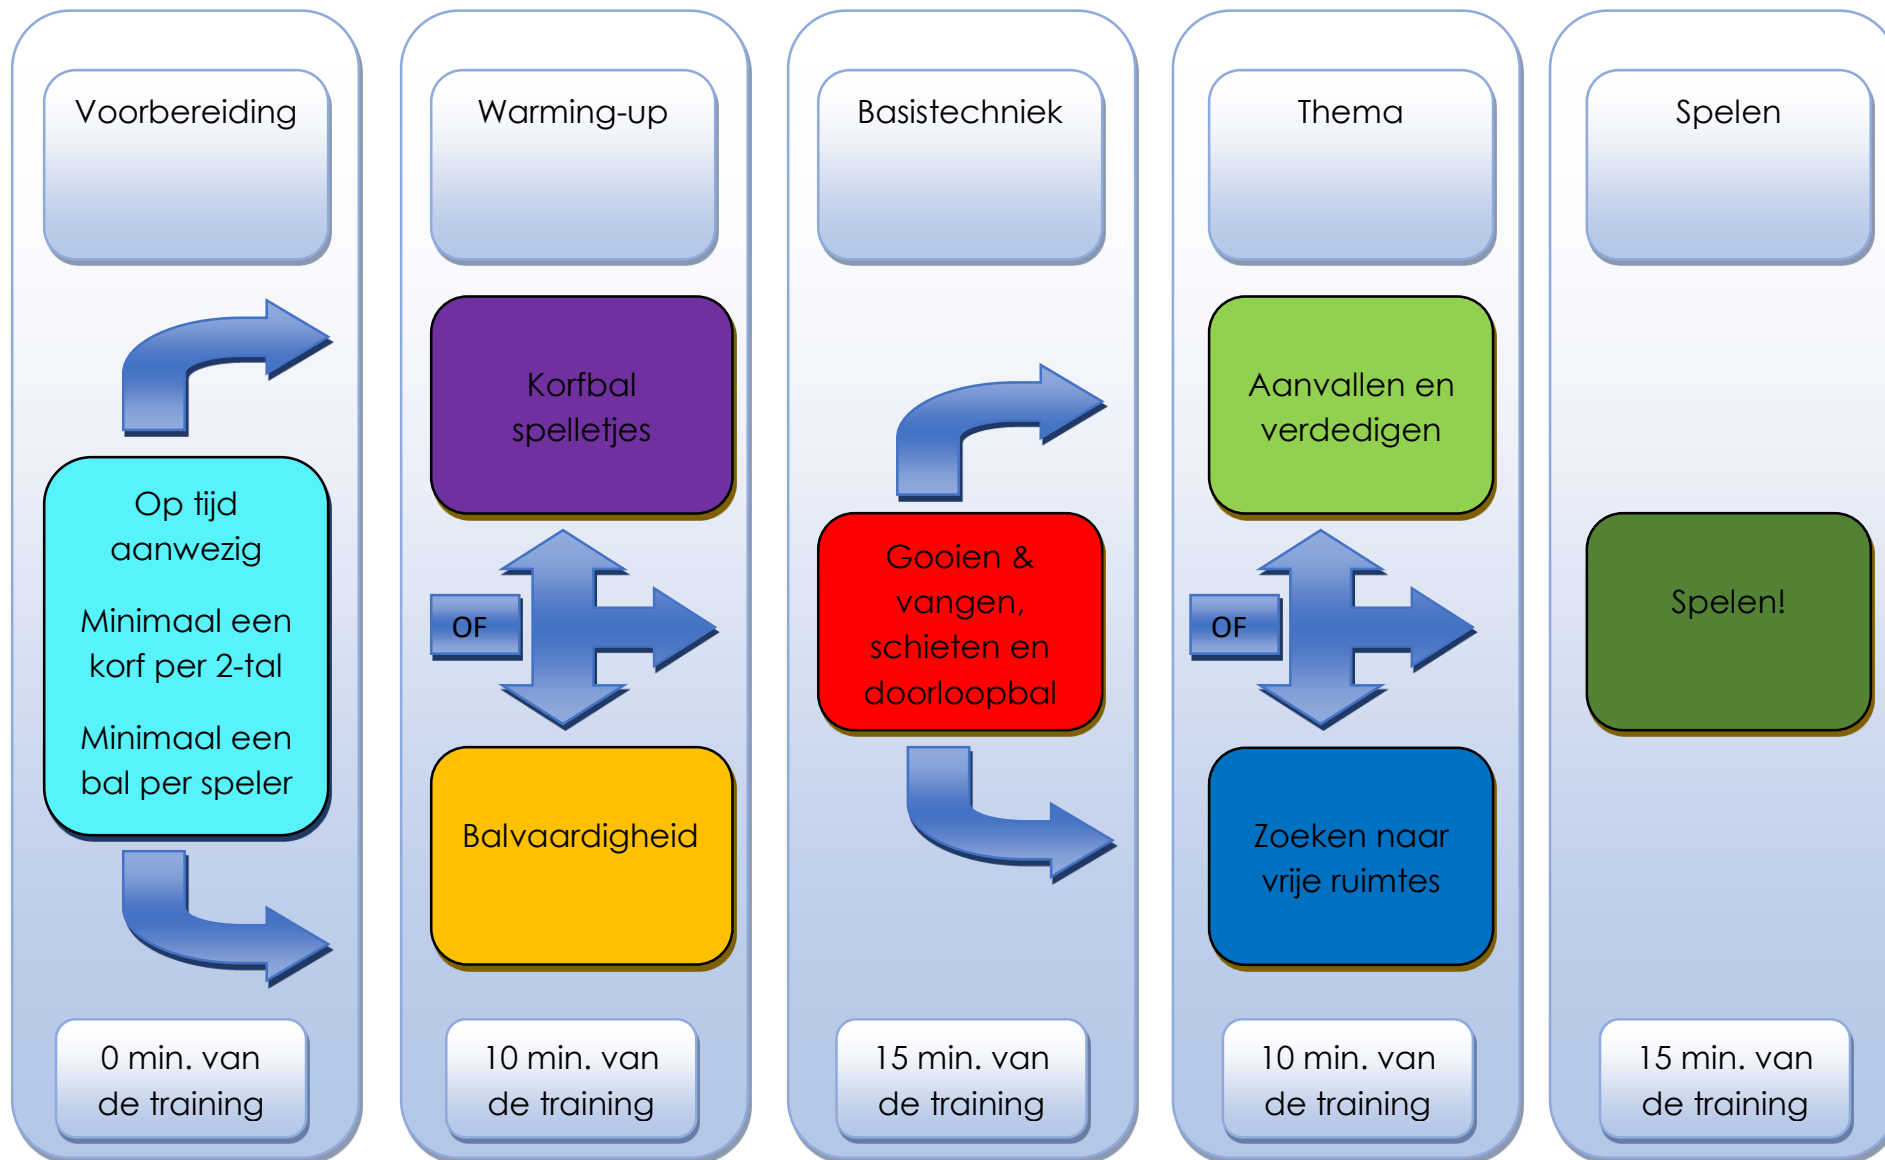 Voorbereiding
Op tijd
aanwezig
Minimaal een
korf per 2-tal
Minimaal een
bal per speler
0 min. van
de training
Warming-up
Korfbal
spelletjes
OF
Balvaardigheid
10 min. van
de training
Basistechniek
Gooien &
vangen,
schieten en
doorloopbal
15 min. van
de training
Thema
Aanvallen en
verdedigen
OF
Zoeken naar
vrije ruimtes
10 min. van
de training
Spelen
Spelen!
15 min. van
de training